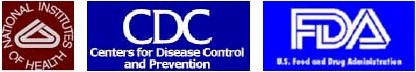 NATIONAL INSTITUTES
OF HEALTH
CDC
Centers for Disease Control
and Prevention
FDA
U.S. Food and Drug Administration